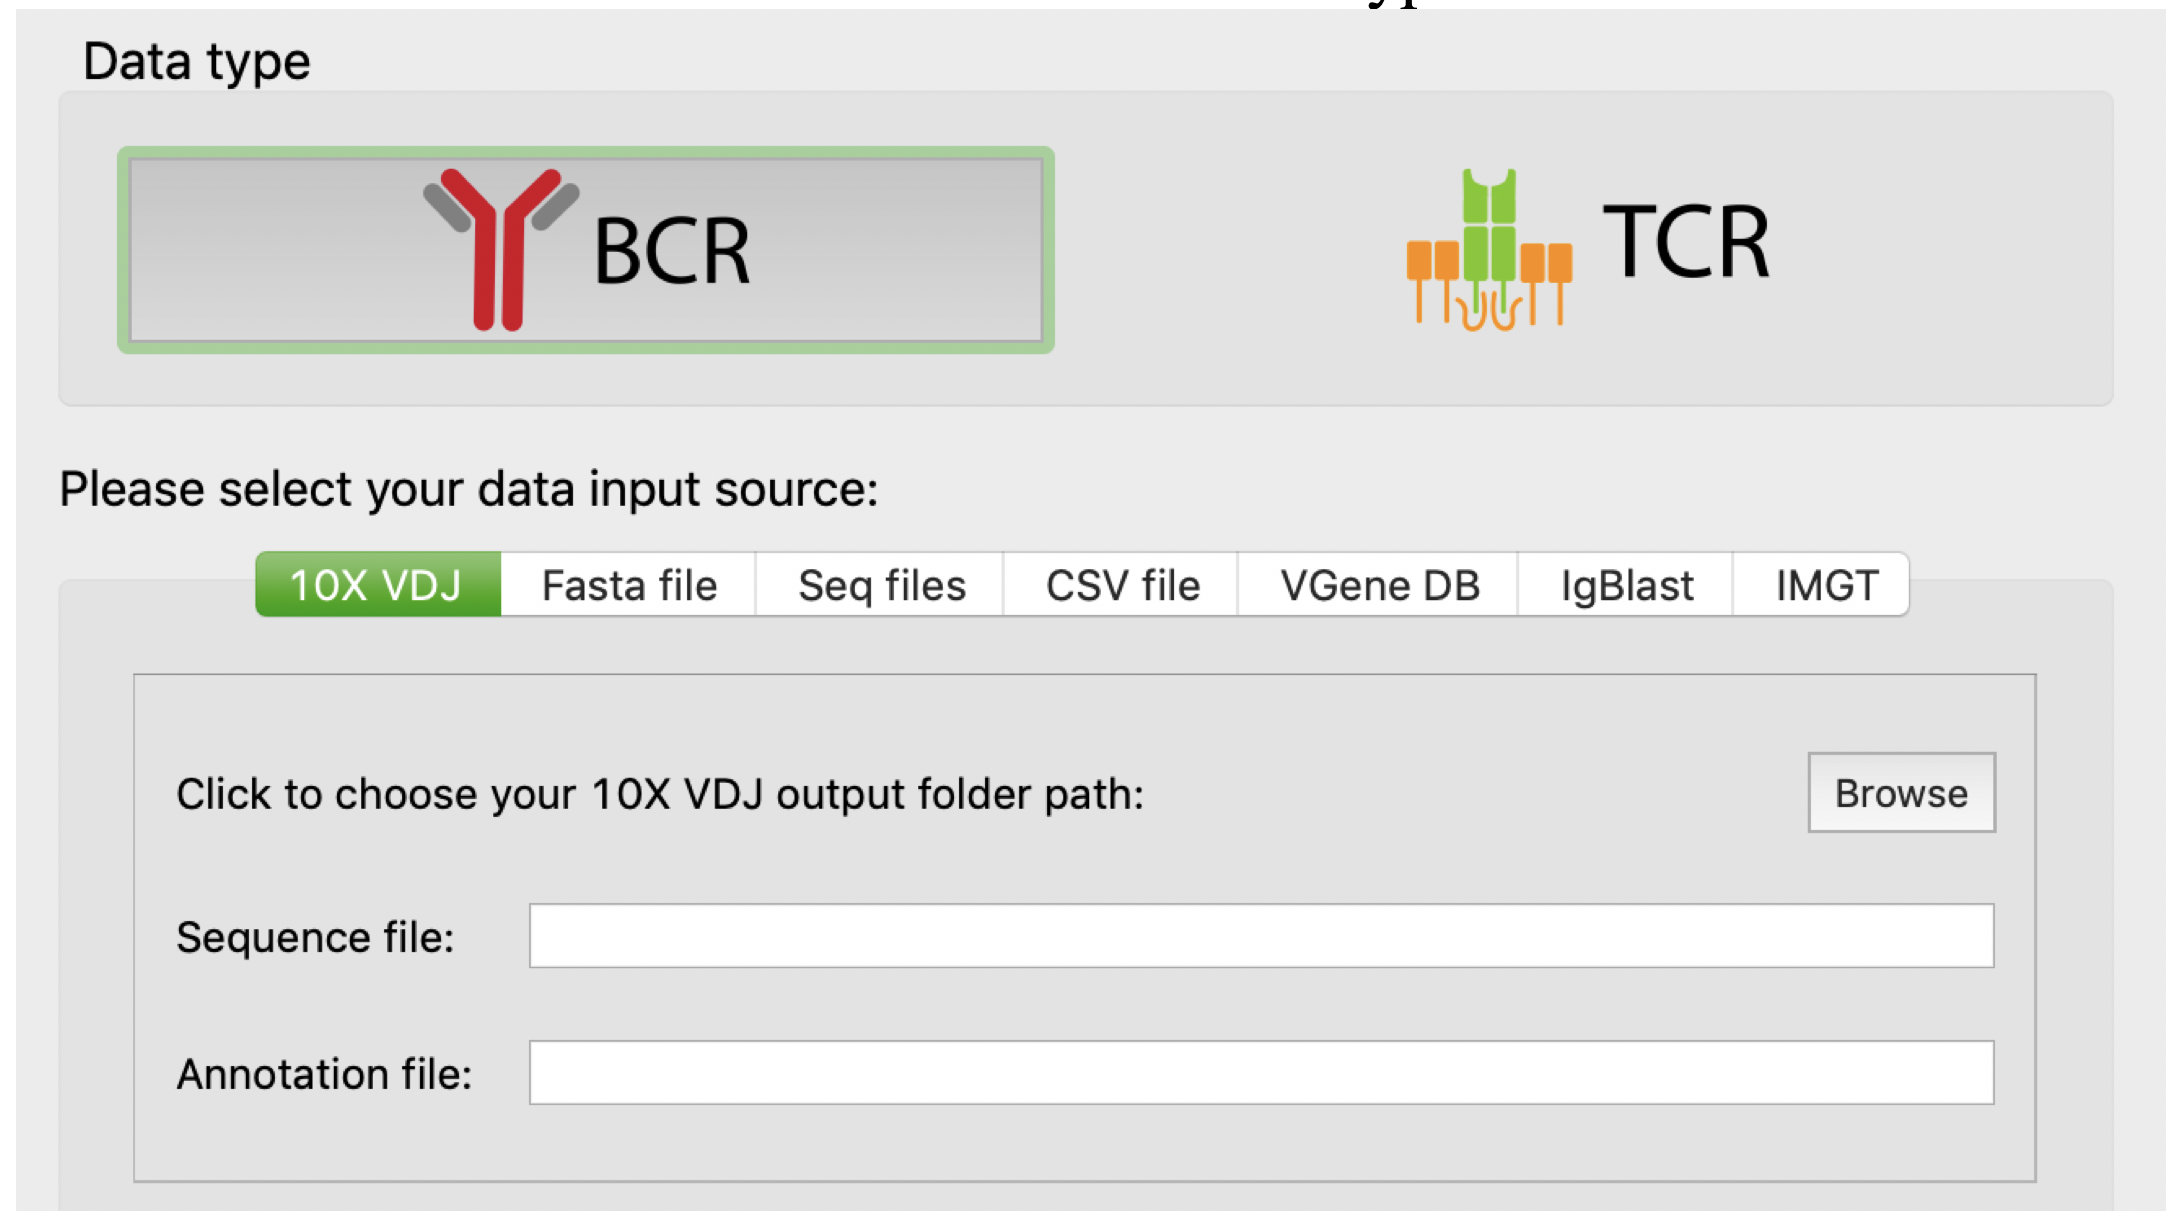 Data type
BCR
TCR
Please select your data input source:
10X VDJ
Fasta file
Seq files
CSV file
VGene DB
IgBlast
IMGT
Click to choose your 10X VDJ output folder path:
Browse
Sequence file:
Annotation file: